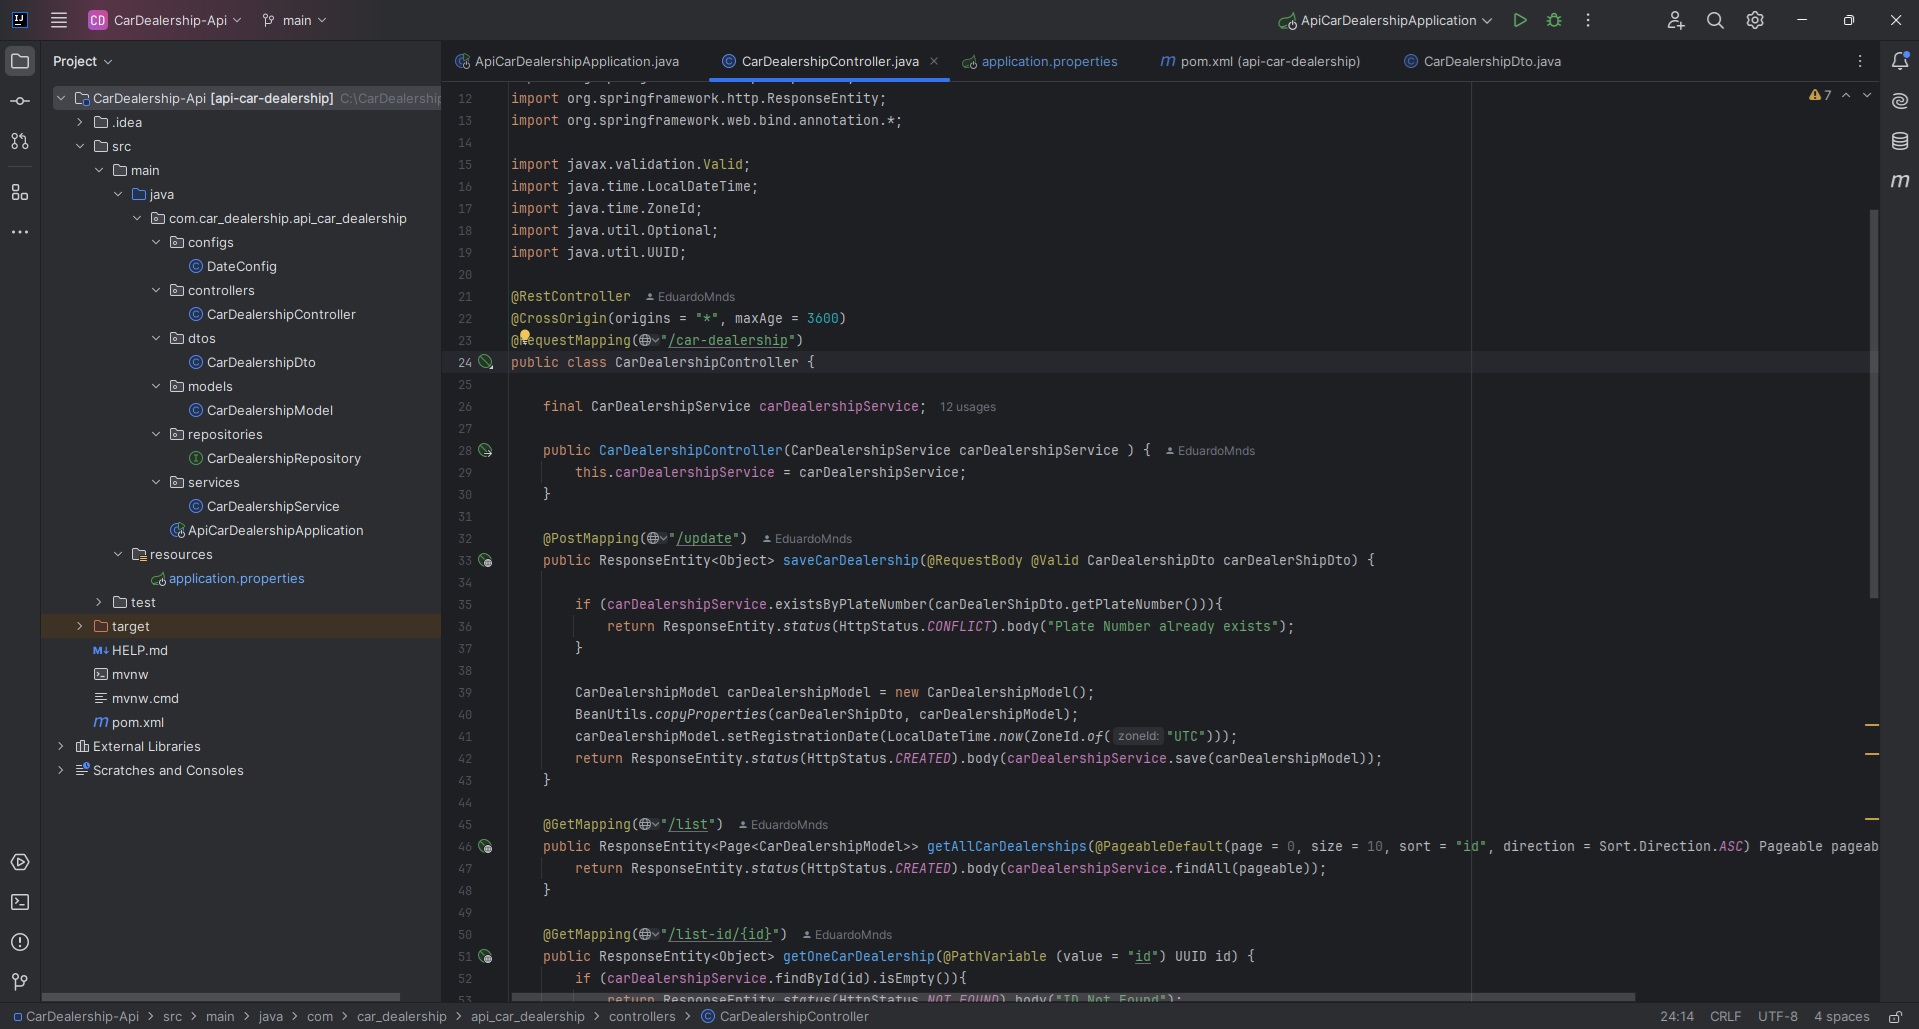 CD CarDealership-Api main ApiCarDealershipApplication
Project
ApiCarDealershipApplication.java CarDealershipController.java application.properties m pom.xml (api-car-dealership) CarDealershipDto.java
CarDealership-Api [api-car-dealership] C:\CarDealership
.idea
src
main
java
com.car_dealership.api_car_dealership
configs
DateConfig
controllers
CarDealershipController
dtos
CarDealershipDto
models
CarDealershipModel
repositories
CarDealershipRepository
services
CarDealershipService
ApiCarDealershipApplication
resources
application.properties
test
target
M↓ HELP.md
mvnw
mvnw.cmd
m pom.xml
External Libraries
Scratches and Consoles
7
12 import org.springframework.http.ResponseEntity;
13 import org.springframework.web.bind.annotation.*;
14
15 import javax.validation.Valid;
16 import java.time.LocalDateTime;
17 import java.time.ZoneId;
18 import java.util.Optional;
19 import java.util.UUID;
20
21 @RestController EduardoMnds
22 @CrossOrigin(origins = "*", maxAge = 3600)
23 @RequestMapping("/car-dealership")
24 public class CarDealershipController {
25
26 final CarDealershipService carDealershipService; 12 usages
27
28 public CarDealershipController(CarDealershipService carDealershipService ) { EduardoMnds
29 this.carDealershipService = carDealershipService;
30 }
31
32 @PostMapping("/update") EduardoMnds
33 public ResponseEntity<Object> saveCarDealership(@RequestBody @Valid CarDealershipDto carDealerShipDto) {
34
35 if (carDealershipService.existsByPlateNumber(carDealerShipDto.getPlateNumber())){
36 return ResponseEntity.status(HttpStatus.CONFLICT).body("Plate Number already exists");
37 }
38
39 CarDealershipModel carDealershipModel = new CarDealershipModel();
40 BeanUtils.copyProperties(carDealerShipDto, carDealershipModel);
41 carDealershipModel.setRegistrationDate(LocalDateTime.now(ZoneId.of( zoneId: "UTC")));
42 return ResponseEntity.status(HttpStatus.CREATED).body(carDealershipService.save(carDealershipModel));
43 }
44
45 @GetMapping("/list") EduardoMnds
46 public ResponseEntity<Page<CarDealershipModel>> getAllCarDealerships(@PageableDefault(page = 0, size = 10, sort = "id", direction = Sort.Direction.ASC) Pageable pageab
47 return ResponseEntity.status(HttpStatus.CREATED).body(carDealershipService.findAll(pageable));
48 }
49
50 @GetMapping("/list-id/{id}") EduardoMnds
51 public ResponseEntity<Object> getOneCarDealership(@PathVariable (value = "id") UUID id) {
52 if (carDealershipService.findById(id).isEmpty()){
53 return ResponseEntity.status(HttpStatus.NOT_FOUND).body("ID Not Found");
CarDealership-Api > src > main > java > com > car_dealership > api_car_dealership > controllers > CarDealershipController 24:14 CRLF UTF-8 4 spaces